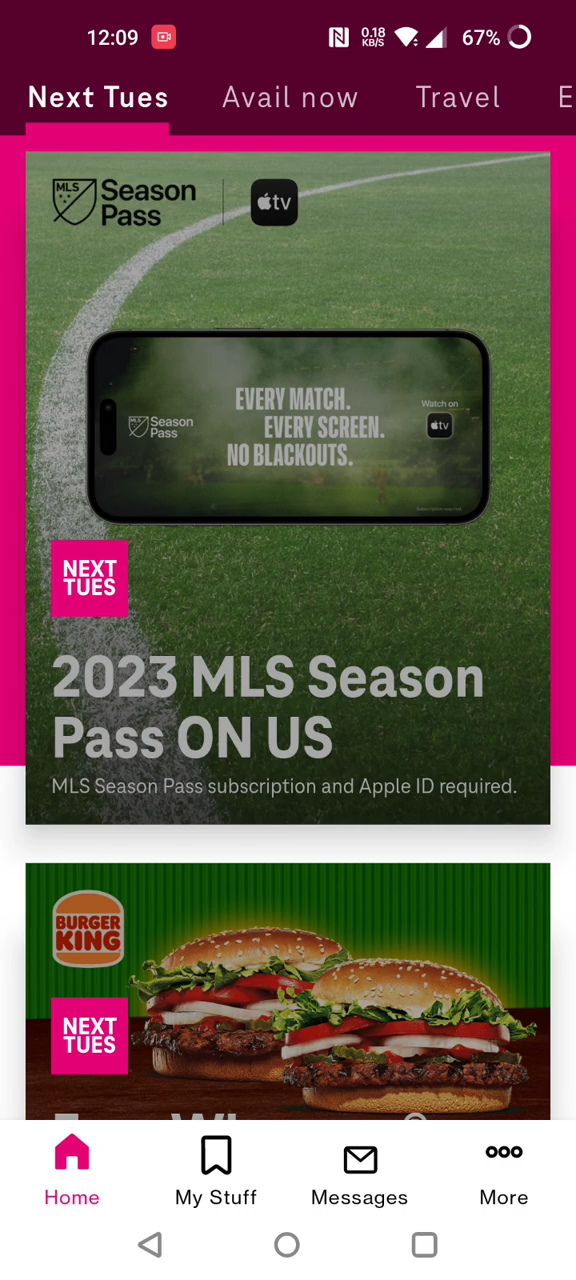 12:09
0.18
KB/S
67%
Next Tues
Avail now
Travel
E
MLS
Season
Pass
tv
EVERY MATCH.
EVERY SCREEN.
NO BLACKOUTS.
Season
Pass
Watch on
tv
NEXT
TUES
2023 MLS Season
Pass ON US
MLS Season Pass subscription and Apple ID required.
BURGER
KING
NEXT
TUES
Home
My Stuff
Messages
More